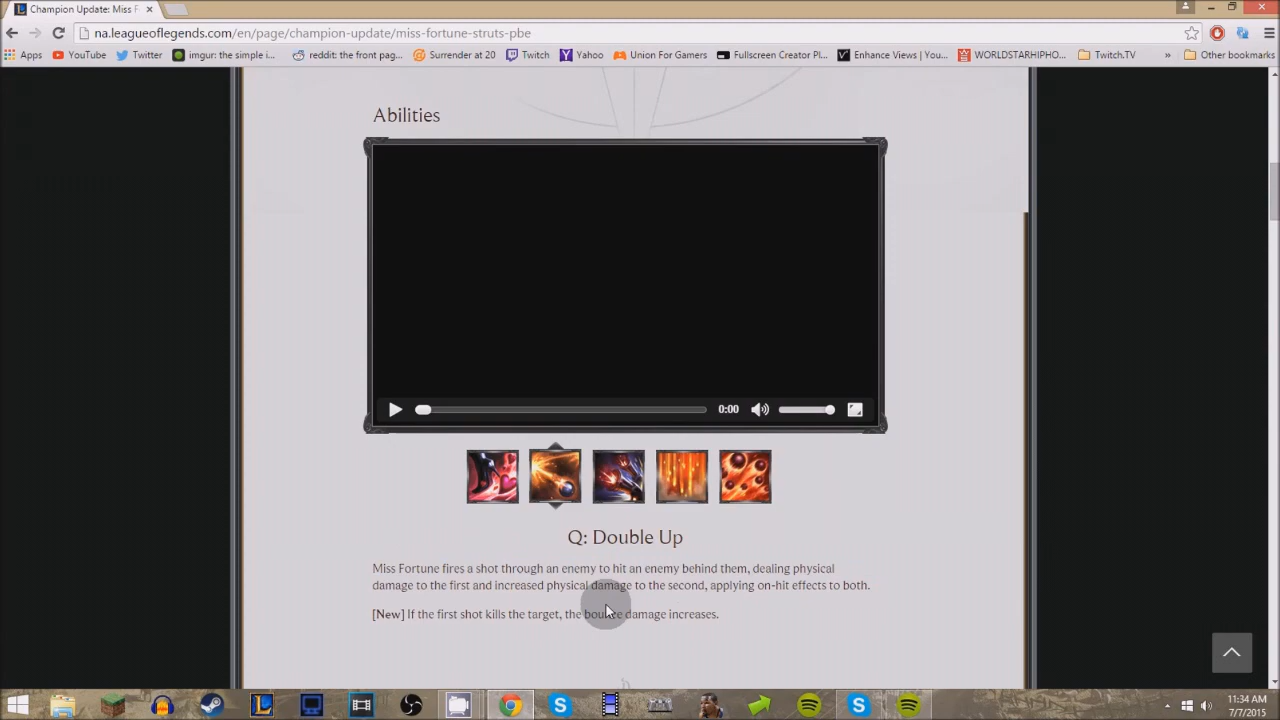 Champion Update: Miss F
na.leagueoflegends.com/en/page/champion-update/miss-fortune-struts-pbe
Apps YouTube Twitter imgur: the simple i... reddit: the front pag... Surrender at 20 Twitch Yahoo Union For Gamers Fullscreen Creator Pl... Enhance Views | You... WORLDSTARHIPHO... Twitch.TV » Other bookmarks
Abilities
0:00
Q: Double Up
Miss Fortune fires a shot through an enemy to hit an enemy behind them, dealing physical
damage to the first and increased physical damage to the second, applying on-hit effects to both.
[New] If the first shot kills the target, the bounce damage increases.
11:34 AM
7/7/2015